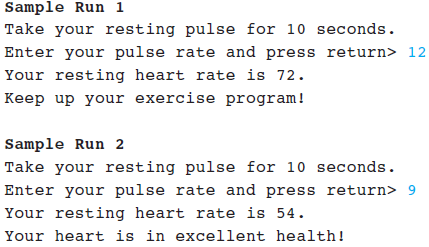 Sample Run 1
Take your resting pulse for 10 seconds.
Enter your pulse rate and press return> 12
Your resting heart rate is 72.
Keep up your exercise program!
Sample Run 2
Take your resting pulse for 10 seconds.
Enter your pulse rate and press return> 9
Your resting heart rate is 54.
Your heart is in excellent health!